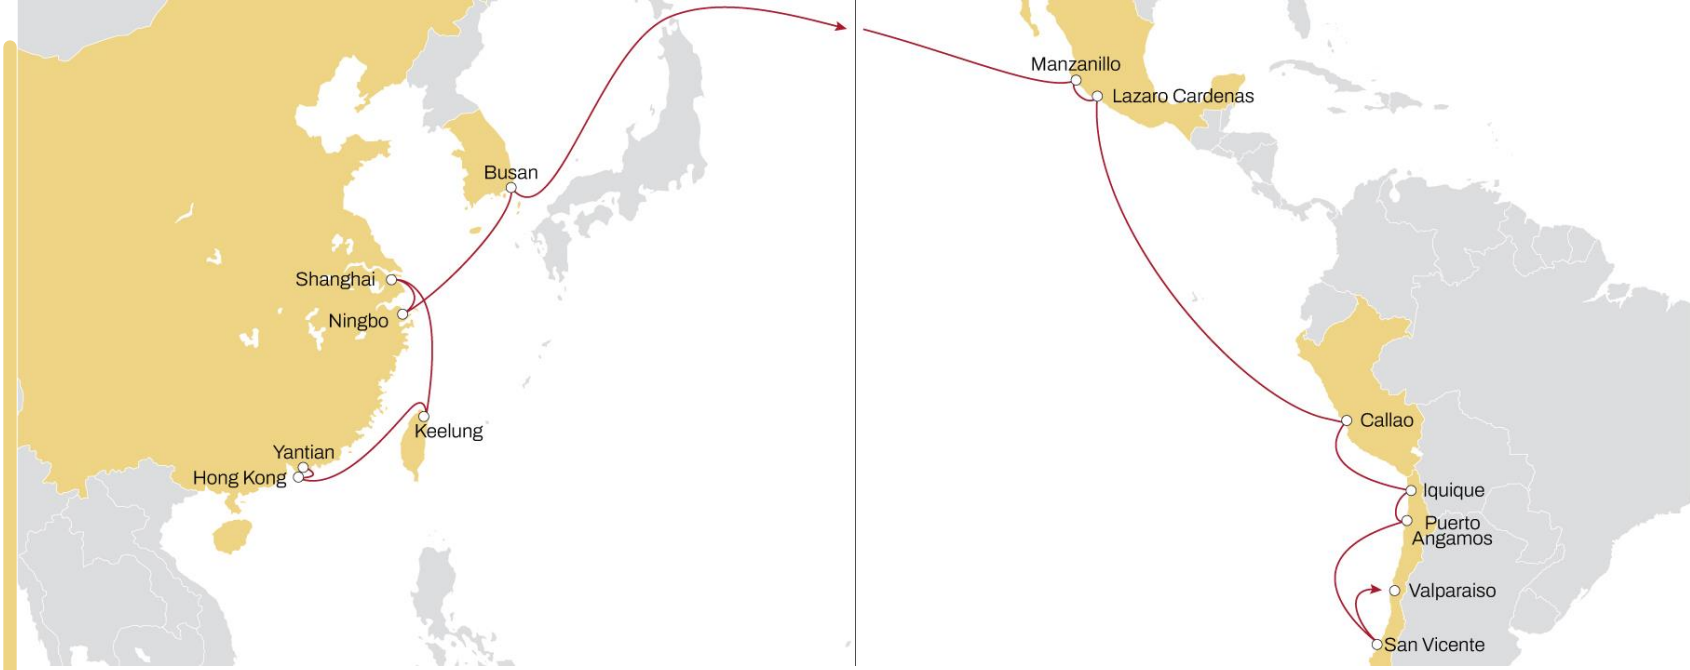 Manzanillo
Lazaro Cardenas
Busan
Shanghai
Ningbo
Callao
Keelung
Yantian
Hong Kong
Iquique
Puerto
Angamos
Valparaiso
San Vicente